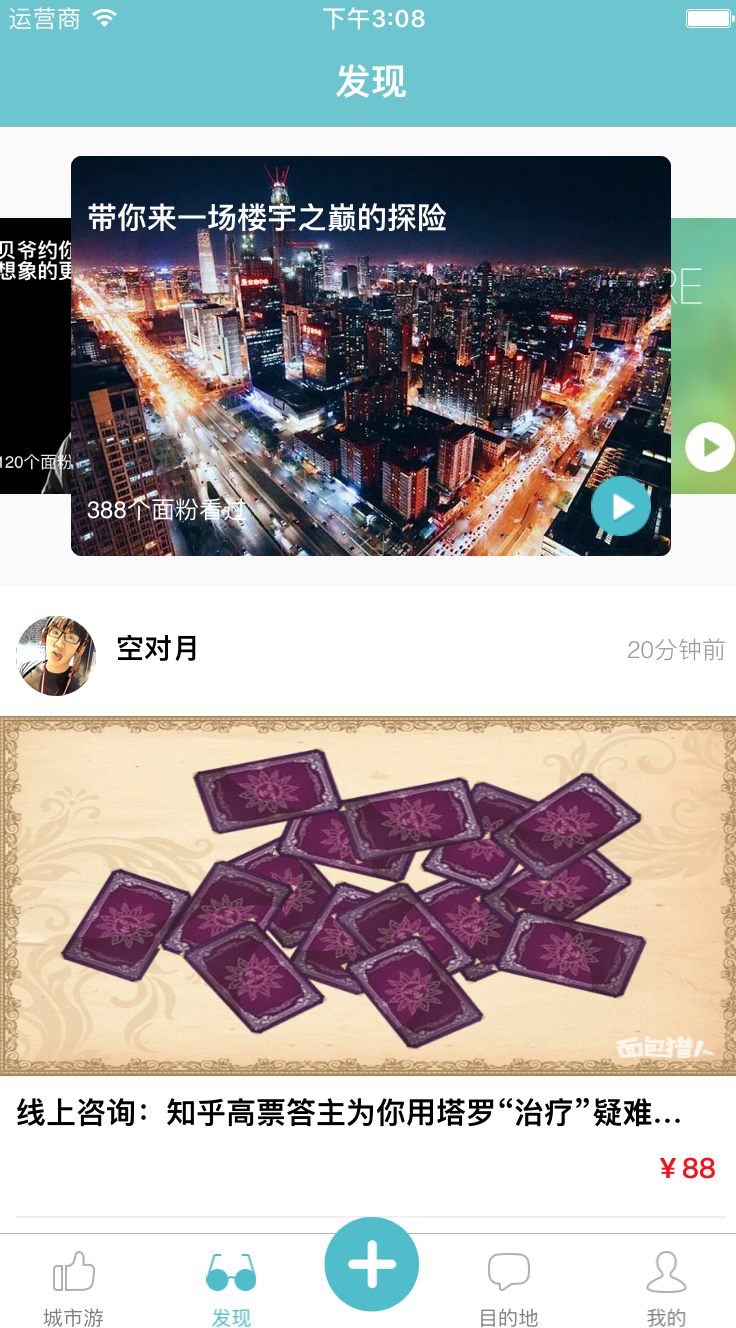 运营商
下午3:08
发现
带你来一场楼宇之巅的探险
贝爷约你
想象的更
RE
120个面粉
388个面粉看过
空对月
20分钟前
面包猎人
线上咨询：知乎高票答主为你用塔罗“治疗”疑难...
¥ 88
城市游
发现
目的地
我的